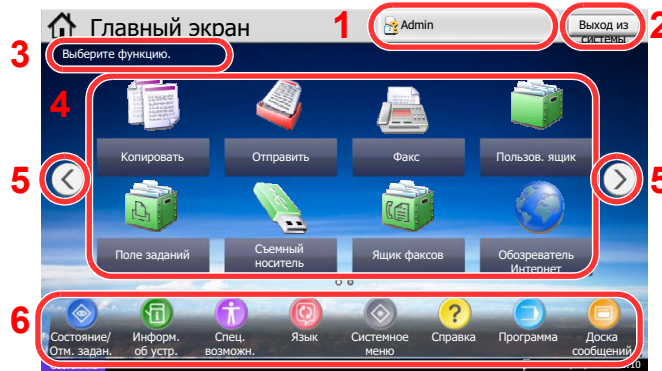 Главный экран
1
Admin
Выход из
системы
2
3
Выберите функцию.
4
Копировать
Отправить
Факс
Пользов. ящик
5
5
Поле заданий
Съемный
носитель
Ящик факсов
Обозреватель
Интернет
6
Состояние/
Отм. задан.
Информ.
об устр.
Спец.
возможн.
Язык
Системное
меню
Справка
Программа
Доска
сообщений